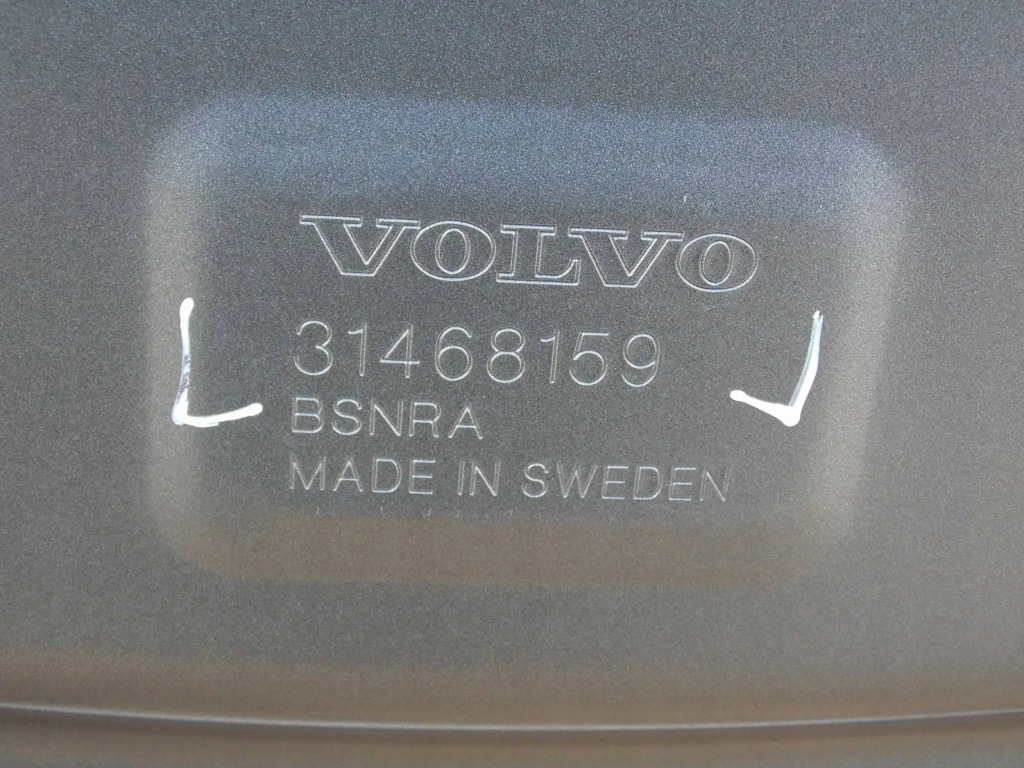 VOLVO
31468159
BSNRA
MADE IN SWEDEN